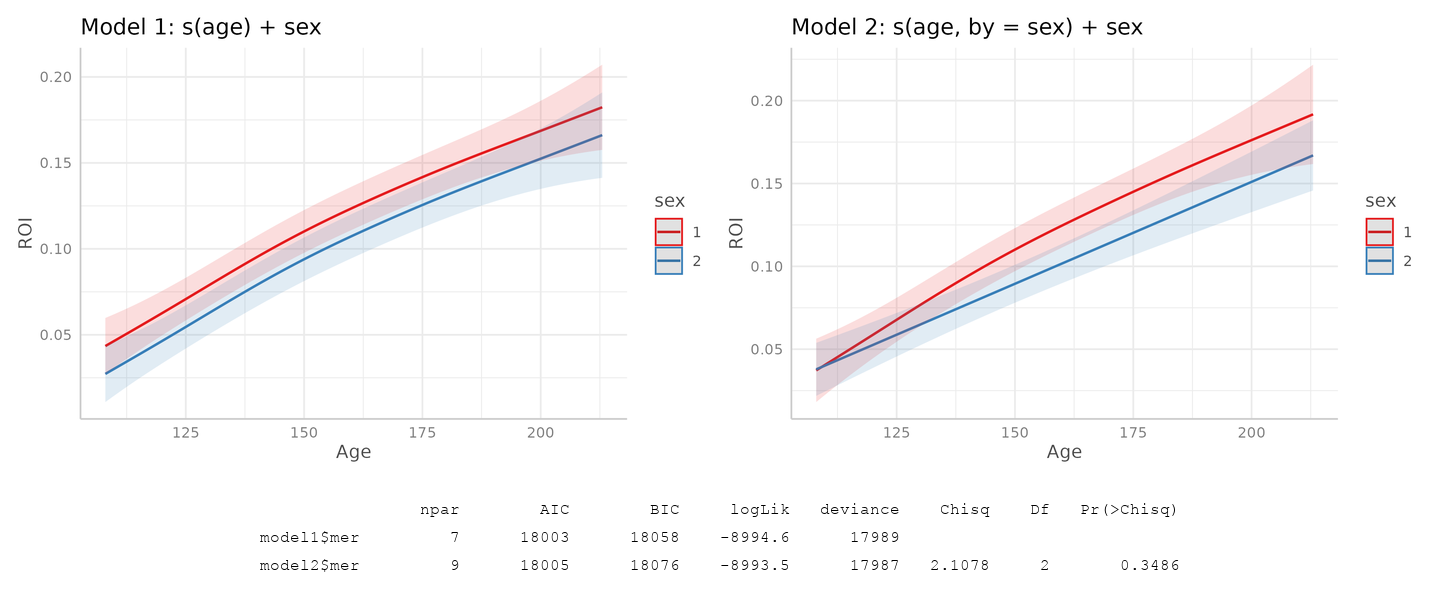 Model 1: s(age) + sex
0.20
0.15
0.10
0.05
ROI
125 150 175 200
Age
sex
1
2
Model 2: s(age, by = sex) + sex
0.20
0.15
0.10
0.05
ROI
125 150 175 200
Age
sex
1
2
npar AIC BIC logLik deviance Chisq Df Pr(>Chisq)
model1$mer 7 18003 18058 -8994.6 17989
model2$mer 9 18005 18076 -8993.5 17987 2.1078 2 0.3486